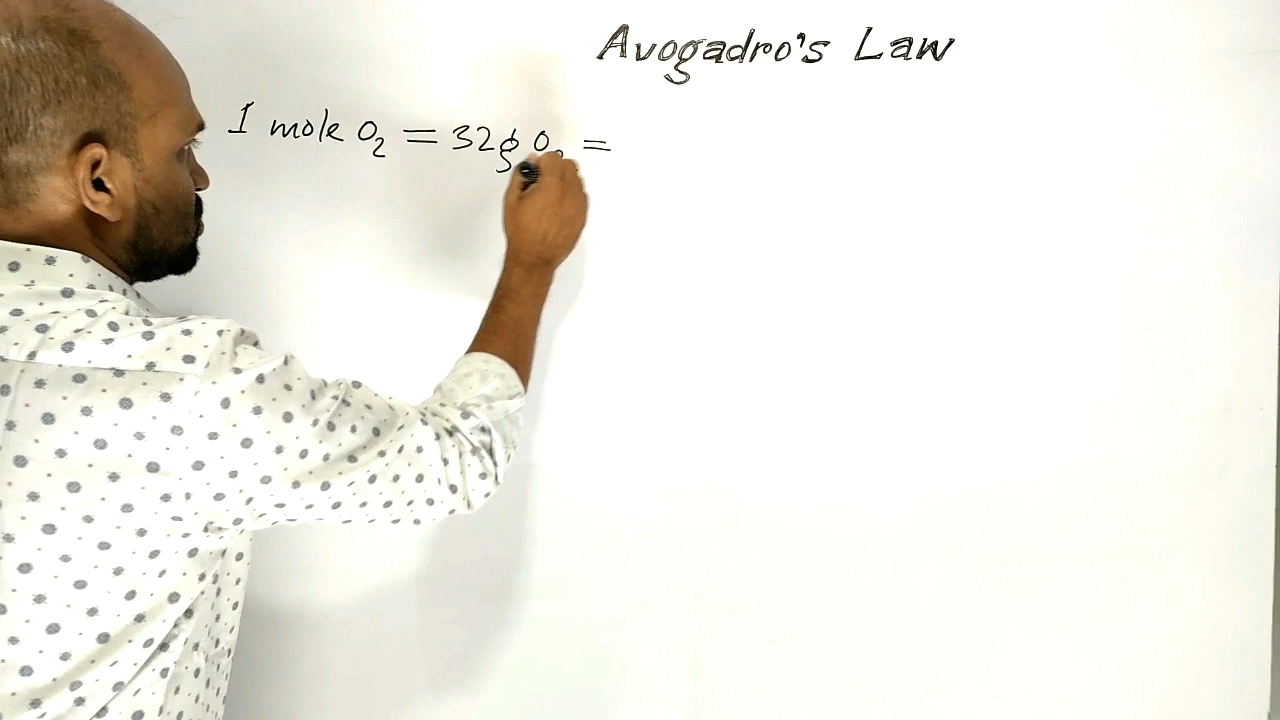 Avogadro's Law
1 mole O₂ = 32g O₂ =